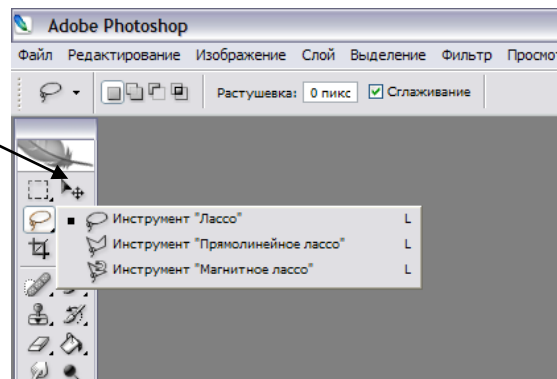 Adobe Photoshop
Файл Редактирование Изображение Слой Выделение Фильтр Просмот
Растушевка: 0 пикс Сглаживание
Инструмент "Лассо" L
Инструмент "Прямолинейное лассо" L
Инструмент "Магнитное лассо" L